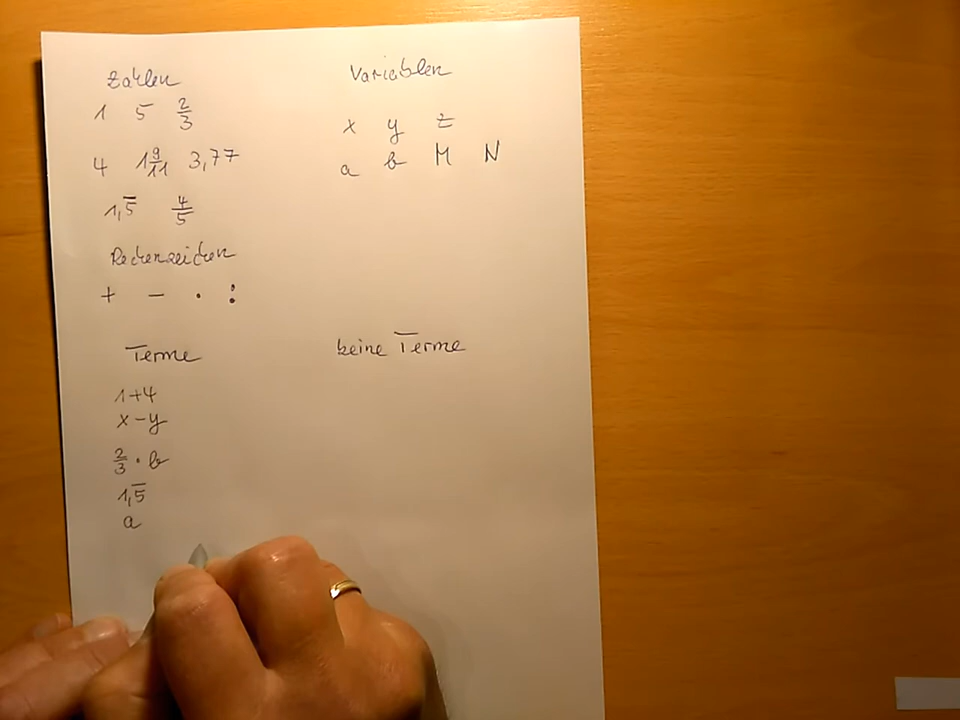 Zahlen
1 5 2/3
4 1 9/11 3,77
1,5̅ 4/5
Variablen
x y z
a b M N
Rechenzeichen
+ − · :
Terme
1+4
x−y
2/3 · b
1,5̅
a
keine Terme